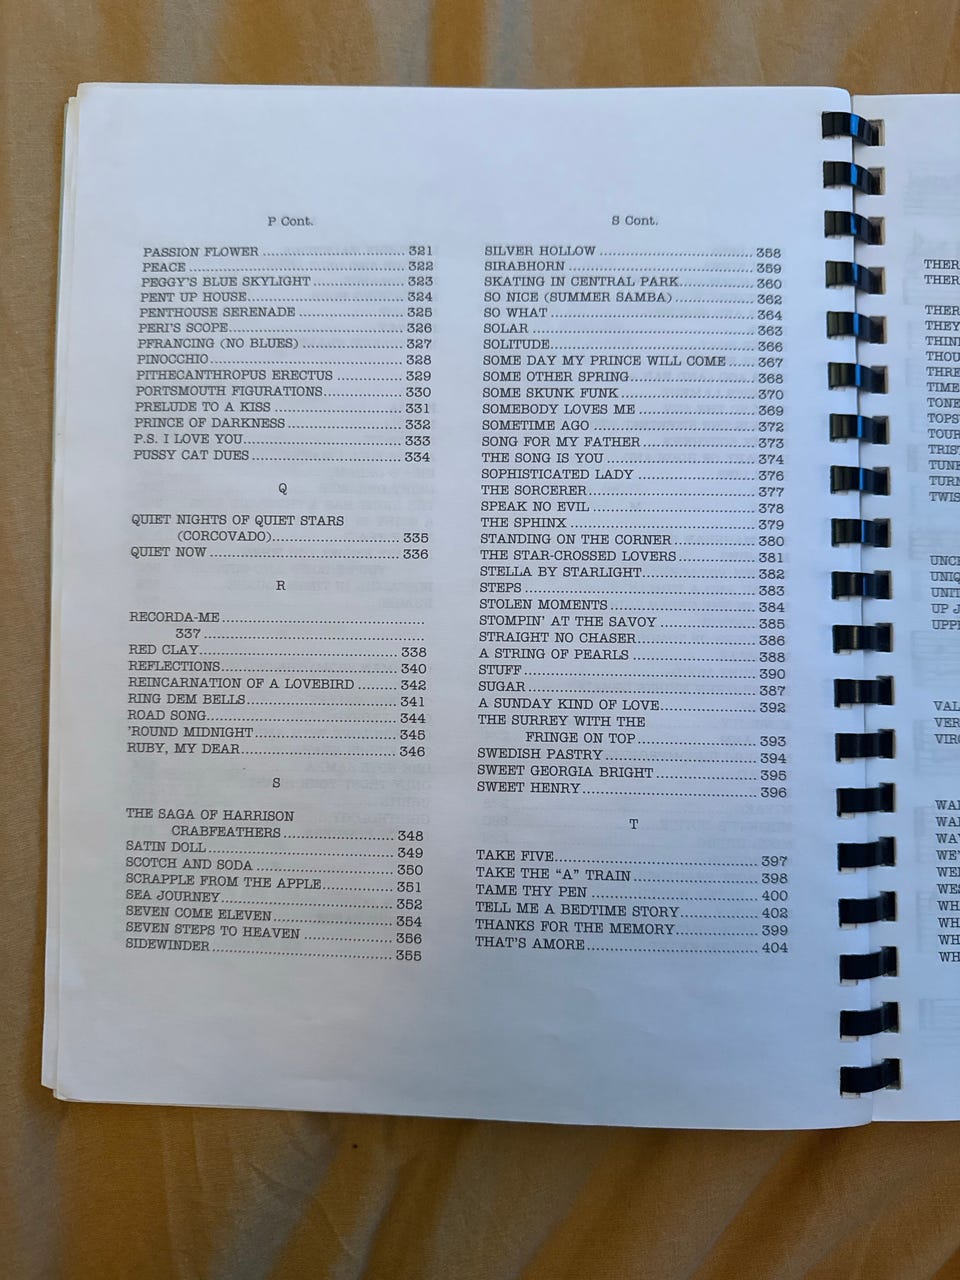 P Cont.
PASSION FLOWER ........ 321
PEACE ........ 322
PEGGY'S BLUE SKYLIGHT ........ 323
PENT UP HOUSE ........ 324
PENTHOUSE SERENADE ........ 325
PERI'S SCOPE ........ 326
PFRANCING (NO BLUES) ........ 327
PINOCCHIO ........ 328
PITHECANTHROPUS ERECTUS ........ 329
PORTSMOUTH FIGURATIONS ........ 330
PRELUDE TO A KISS ........ 331
PRINCE OF DARKNESS ........ 332
P.S. I LOVE YOU ........ 333
PUSSY CAT DUES ........ 334
Q
QUIET NIGHTS OF QUIET STARS
(CORCOVADO) ........ 335
QUIET NOW ........ 336
R
RECORDA-ME ........
337 ........
RED CLAY ........ 338
REFLECTIONS ........ 340
REINCARNATION OF A LOVEBIRD ........ 342
RING DEM BELLS ........ 341
ROAD SONG ........ 344
'ROUND MIDNIGHT ........ 345
RUBY, MY DEAR ........ 346
S
THE SAGA OF HARRISON
CRABFEATHERS ........ 348
SATIN DOLL ........ 349
SCOTCH AND SODA ........ 350
SCRAPPLE FROM THE APPLE ........ 351
SEA JOURNEY ........ 352
SEVEN COME ELEVEN ........ 354
SEVEN STEPS TO HEAVEN ........ 356
SIDEWINDER ........ 355
S Cont.
SILVER HOLLOW ........ 358
SIRABHORN ........ 359
SKATING IN CENTRAL PARK ........ 360
SO NICE (SUMMER SAMBA) ........ 362
SO WHAT ........ 364
SOLAR ........ 363
SOLITUDE ........ 366
SOME DAY MY PRINCE WILL COME ........ 367
SOME OTHER SPRING ........ 368
SOME SKUNK FUNK ........ 370
SOMEBODY LOVES ME ........ 369
SOMETIME AGO ........ 372
SONG FOR MY FATHER ........ 373
THE SONG IS YOU ........ 374
SOPHISTICATED LADY ........ 376
THE SORCERER ........ 377
SPEAK NO EVIL ........ 378
THE SPHINX ........ 379
STANDING ON THE CORNER ........ 380
THE STAR-CROSSED LOVERS ........ 381
STELLA BY STARLIGHT ........ 382
STEPS ........ 383
STOLEN MOMENTS ........ 384
STOMPIN' AT THE SAVOY ........ 385
STRAIGHT NO CHASER ........ 386
A STRING OF PEARLS ........ 388
STUFF ........ 390
SUGAR ........ 387
A SUNDAY KIND OF LOVE ........ 392
THE SURREY WITH THE
FRINGE ON TOP ........ 393
SWEDISH PASTRY ........ 394
SWEET GEORGIA BRIGHT ........ 395
SWEET HENRY ........ 396
T
TAKE FIVE ........ 397
TAKE THE "A" TRAIN ........ 398
TAME THY PEN ........ 400
TELL ME A BEDTIME STORY ........ 402
THANKS FOR THE MEMORY ........ 399
THAT'S AMORE ........ 404